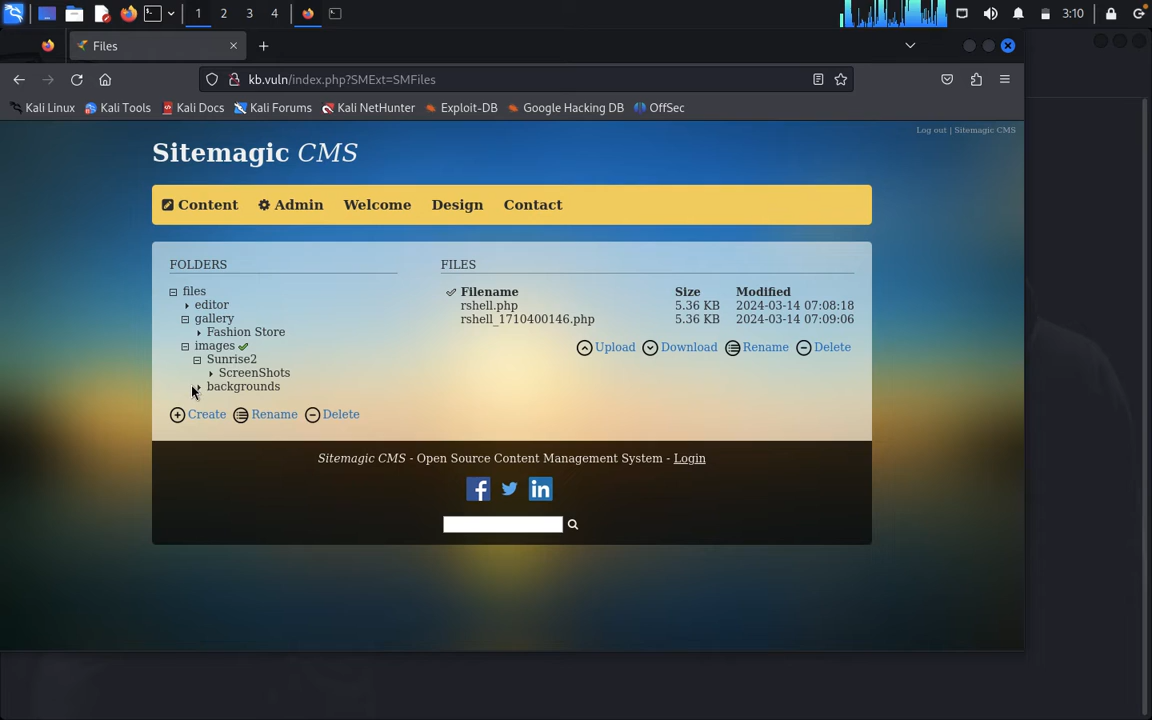 1
2
3
4
3:10
Files
kb.vuln/index.php?SMExt=SMFiles
Kali Linux
Kali Tools
Kali Docs
Kali Forums
Kali NetHunter
Exploit-DB
Google Hacking DB
OffSec
Log out | Sitemagic CMS
Sitemagic CMS
Content
Admin
Welcome
Design
Contact
FOLDERS
files
editor
gallery
Fashion Store
images
Sunrise2
ScreenShots
backgrounds
Create
Rename
Delete
FILES
Filename Size Modified
rshell.php 5.36 KB 2024-03-14 07:08:18
rshell_1710400146.php 5.36 KB 2024-03-14 07:09:06
Upload
Download
Rename
Delete
Sitemagic CMS - Open Source Content Management System - Login